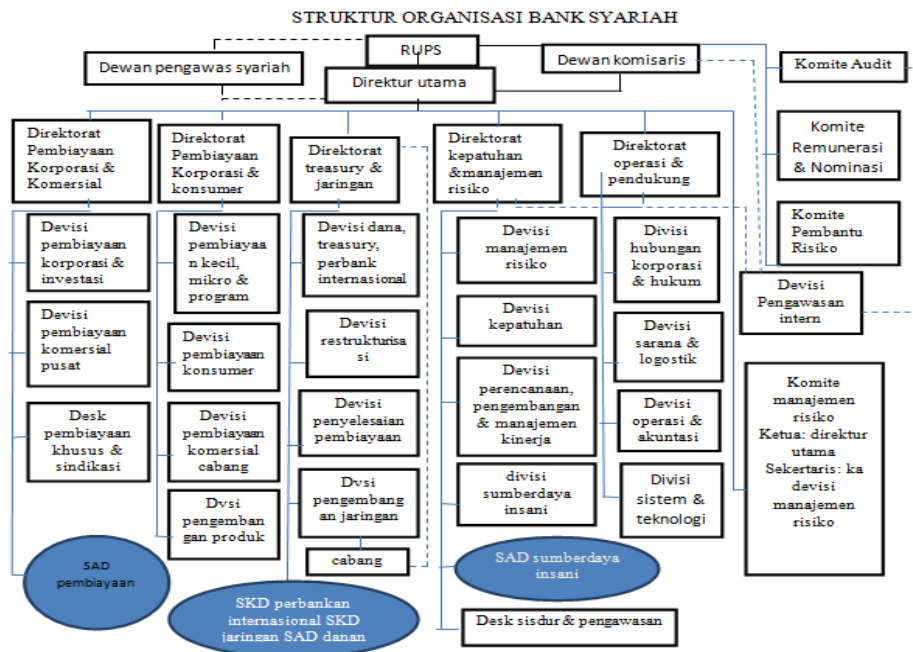 STRUKTUR ORGANISASI BANK SYARIAH
RUPS
Dewan pengawas syariah
Dewan komisaris
Direktur utama
Komite Audit
Komite
Remunerasi
& Nominasi
Komite
Pembantu
Risiko
Devisi
Pengawasan
intern
Komite
manajemen
risiko
Ketua: direktur
utama
Sekertaris: ka
devisi
manajemen
risiko
Direktorat
Pembiayaan
Korporasi &
Komersial
Devisi
pembiayaan
korporasi &
investasi
Devisi
pembiayaan
komersial
pusat
Desk
pembiayaan
khusus &
sindikasi
SAD
pembiayaan
Direktorat
Pembiayaan
Korporasi &
konsumer
Devisi
pembiayaa
n kecil,
mikro &
program
Devisi
pembiayaan
konsumer
Devisi
pembiayaan
komersial
cabang
Dvsi
pengemban
gan produk
Direktorat
treasury &
jaringan
Devisi dana,
treasury,
perbank
internasional
Devisi
restrukturisa
si
Devisi
penyelesaian
pembiayaan
Dvsi
pengembang
an jaringan
cabang
SKD perbankan
internasional SKD
jaringan SAD danan
Direktorat
kepatuhan
&manajemen
risiko
Devisi
manajemen
risiko
Devisi
kepatuhan
Devisi
perencanaan,
pengembangan
& manajemen
kinerja
divisi
sumberdaya
insani
SAD sumberdaya
insani
Desk sisdur & pengawasan
Direktorat
operasi &
pendukung
Divisi
hubungan
korporasi
& hukum
Devisi
sarana &
logostik
Devisi
operasi &
akuntasi
Divisi
sistem &
teknologi